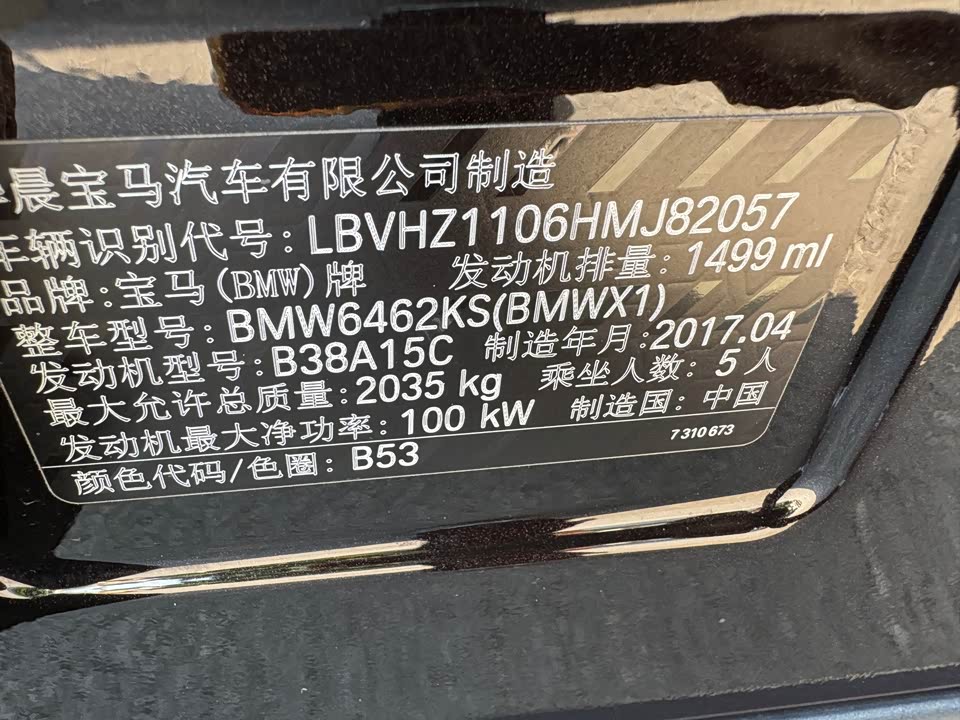 华晨宝马汽车有限公司制造
车辆识别代号: LBVHZ1106HMJ82057
品牌: 宝马(BMW)牌 发动机排量: 1499 ml
整车型号: BMW6462KS(BMWX1)
发动机型号: B38A15C 制造年月: 2017.04
最大允许总质量: 2035 kg 乘坐人数: 5 人
发动机最大净功率: 100 kW 制造国: 中国
颜色代码/色圈: B53
7 310 673